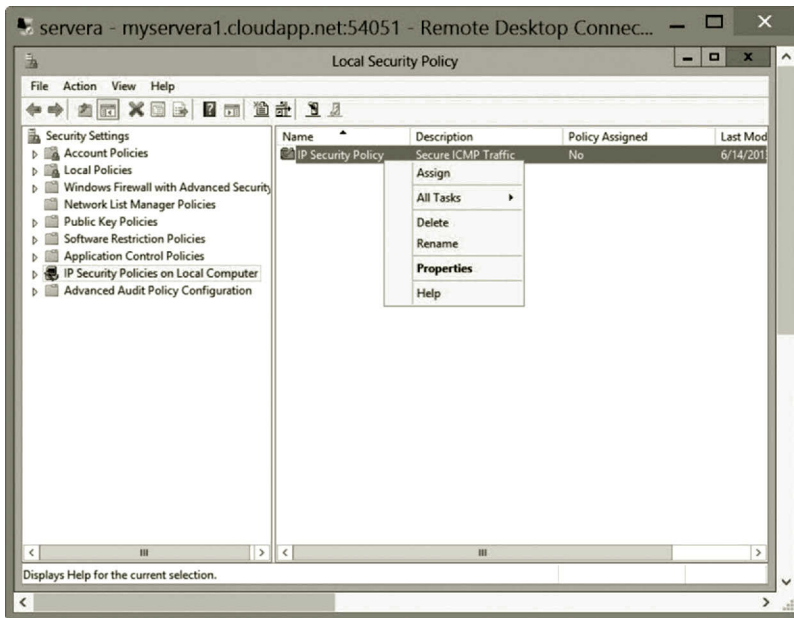 servera - myservera1.cloudapp.net:54051 - Remote Desktop Connec...
Local Security Policy
File Action View Help
Security Settings
Account Policies
Local Policies
Windows Firewall with Advanced Security
Network List Manager Policies
Public Key Policies
Software Restriction Policies
Application Control Policies
IP Security Policies on Local Computer
Advanced Audit Policy Configuration
Name Description Policy Assigned Last Mod
IP Security Policy Secure ICMP Traffic No 6/14/201
Assign
All Tasks
Delete
Rename
Properties
Help
Displays Help for the current selection.